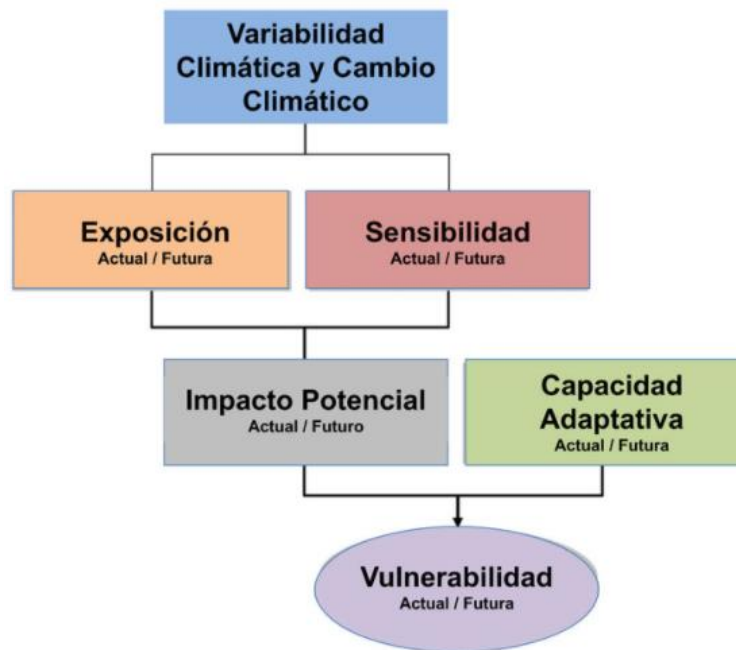 Variabilidad
Climática y Cambio
Climático
Exposición
Actual / Futura
Sensibilidad
Actual / Futura
Impacto Potencial
Actual / Futuro
Capacidad
Adaptativa
Actual / Futura
Vulnerabilidad
Actual / Futura